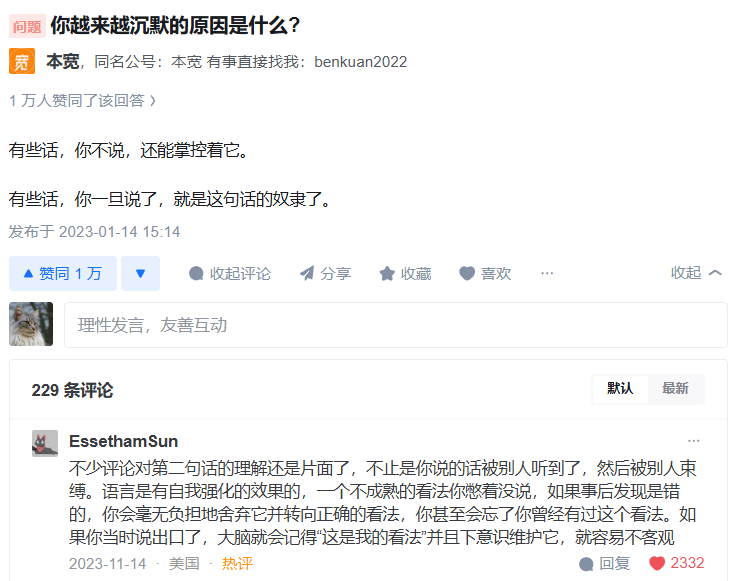 问题 你越来越沉默的原因是什么？
宽 本宽，同名公号：本宽 有事直接找我：benkuan2022
1 万人赞同了该回答
有些话，你不说，还能掌控着它。
有些话，你一旦说了，就是这句话的奴隶了。
发布于 2023-01-14 15:14
赞同 1 万 收起评论 分享 收藏 喜欢 ··· 收起
理性发言，友善互动
229 条评论 默认 最新
EssethamSun ···
不少评论对第二句话的理解还是片面了，不止是你说的话被别人听到了，然后被别人束
缚。语言是有自我强化的效果的，一个不成熟的看法你憋着没说，如果事后发现是错
的，你会毫无负担地舍弃它并转向正确的看法，你甚至会忘了你曾经有过这个看法。如
果你当时说出口了，大脑就会记得“这是我的看法”并且下意识维护它，就容易不客观
2023-11-14 · 美国 · 热评 回复 2332